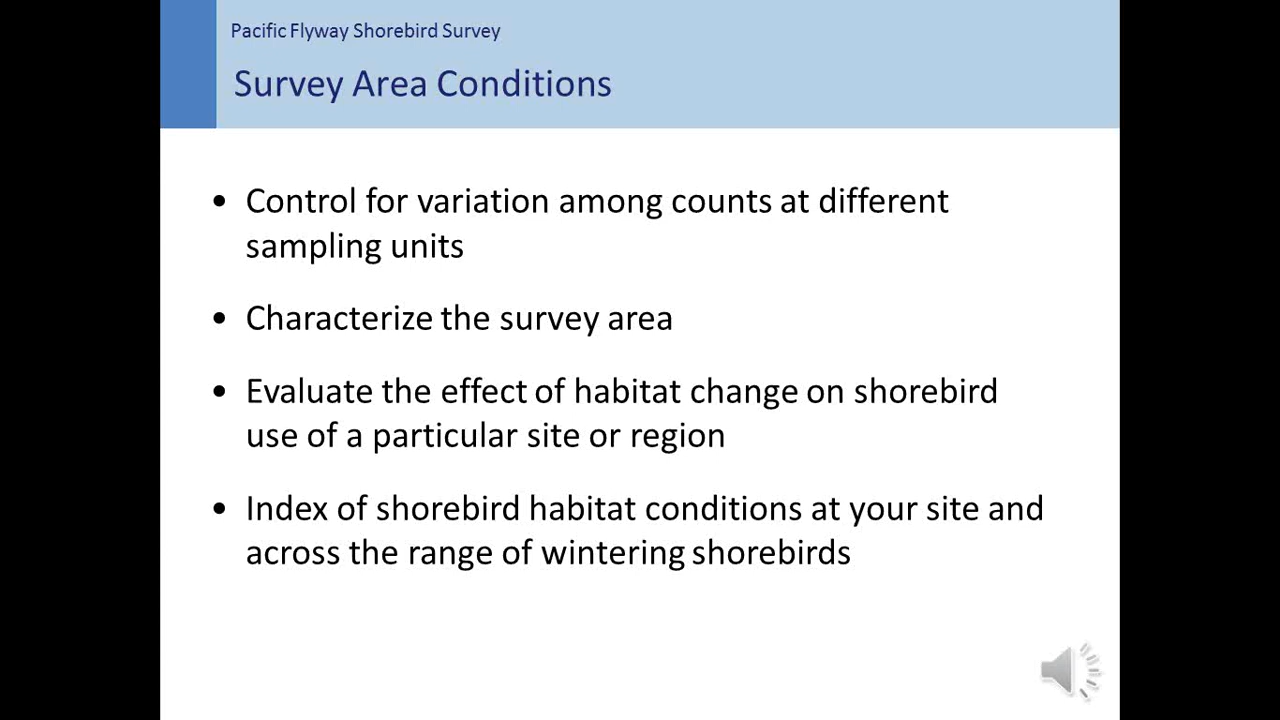 Pacific Flyway Shorebird Survey
Survey Area Conditions
• Control for variation among counts at different
sampling units
• Characterize the survey area
• Evaluate the effect of habitat change on shorebird
use of a particular site or region
• Index of shorebird habitat conditions at your site and
across the range of wintering shorebirds